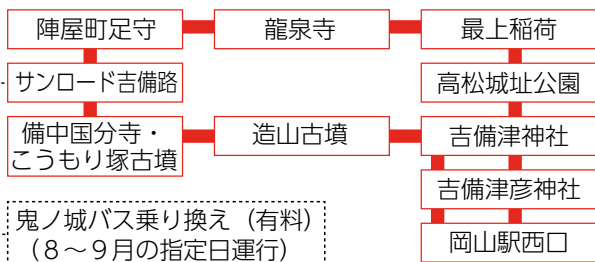 陣屋町足守
龍泉寺
最上稲荷
サンロード吉備路
高松城址公園
備中国分寺・
こうもり塚古墳
造山古墳
吉備津神社
吉備津彦神社
鬼ノ城バス乗り換え（有料）
（８～９月の指定日運行）
岡山駅西口